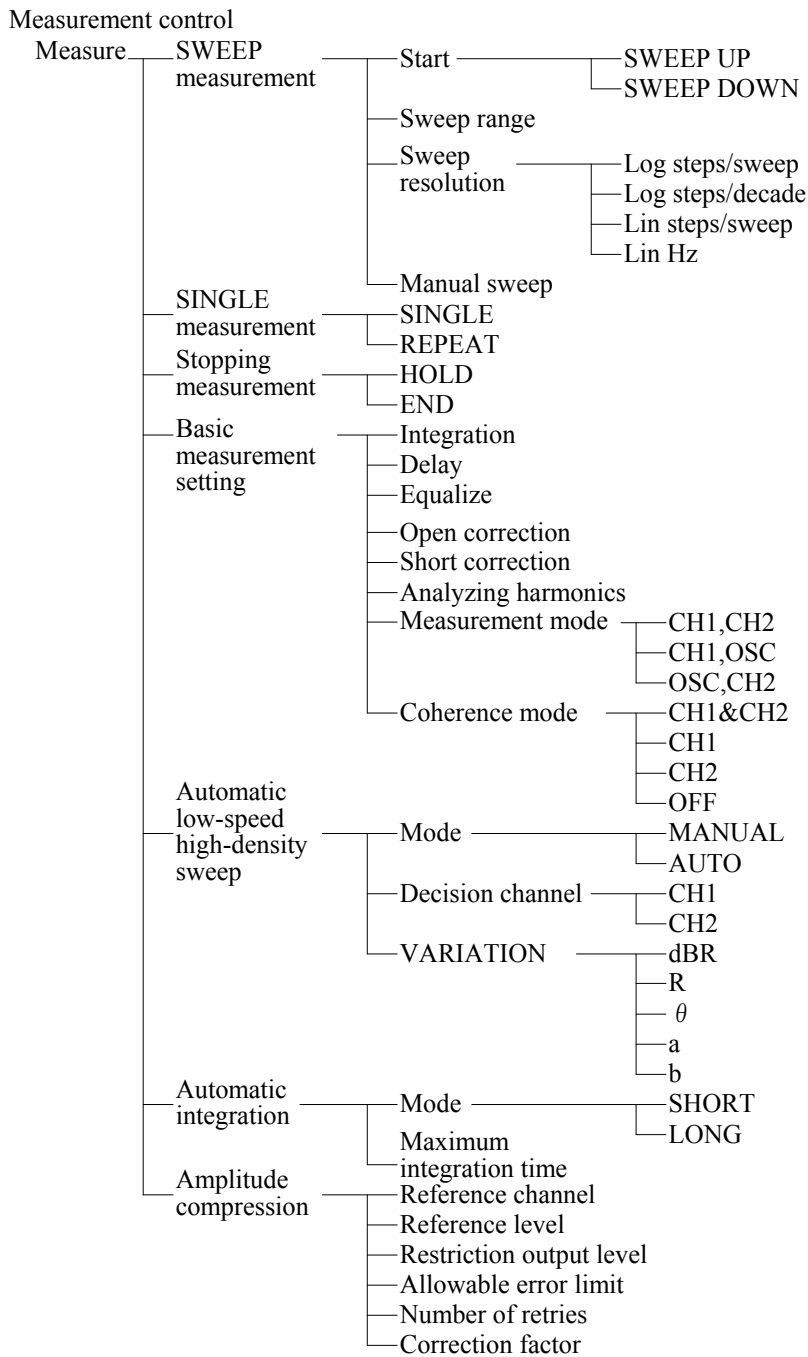 Measurement control
Measure
SWEEP
measurement
Start
SWEEP UP
SWEEP DOWN
Sweep range
Sweep
resolution
Log steps/sweep
Log steps/decade
Lin steps/sweep
Lin Hz
Manual sweep
SINGLE
measurement
SINGLE
REPEAT
Stopping
measurement
HOLD
END
Basic
measurement
setting
Integration
Delay
Equalize
Open correction
Short correction
Analyzing harmonics
Measurement mode
CH1,CH2
CH1,OSC
OSC,CH2
Coherence mode
CH1&CH2
CH1
CH2
OFF
Automatic
low-speed
high-density
sweep
Mode
MANUAL
AUTO
Decision channel
CH1
CH2
VARIATION
dBR
R
θ
a
b
Automatic
integration
Mode
SHORT
LONG
Maximum
integration time
Amplitude
compression
Reference channel
Reference level
Restriction output level
Allowable error limit
Number of retries
Correction factor